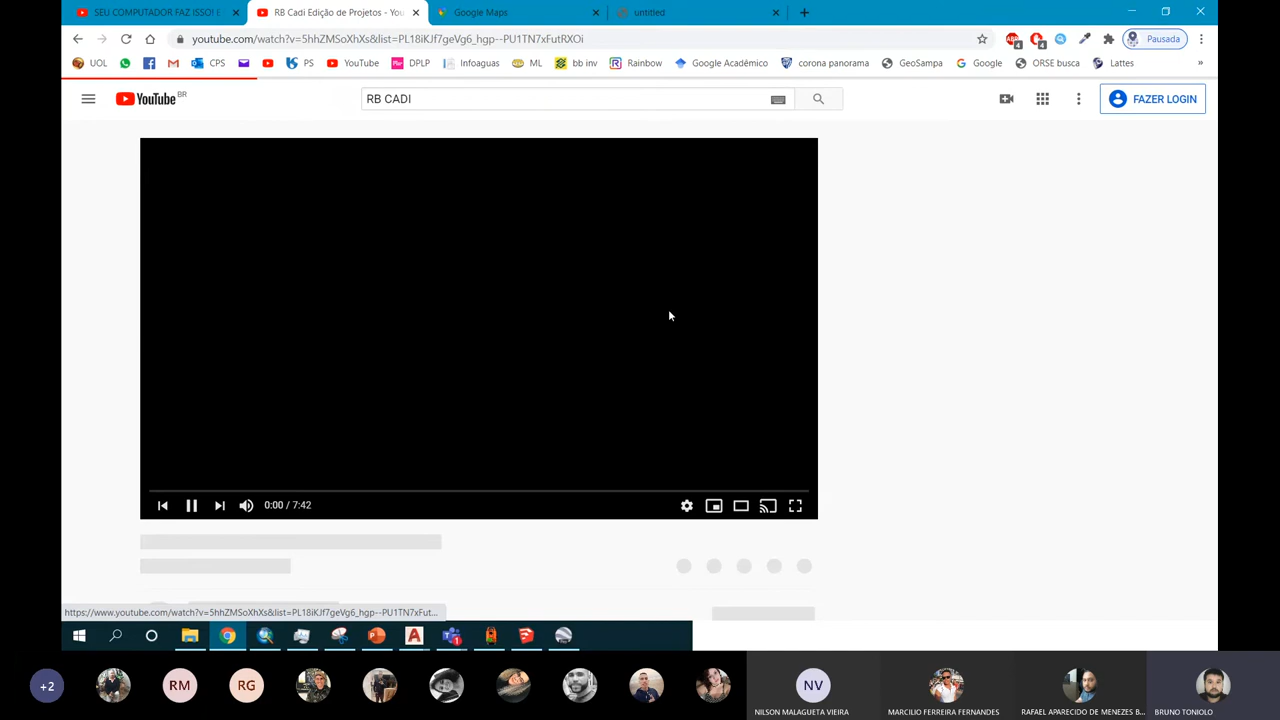 SEU COMPUTADOR FAZ ISSO! E
RB Cadi Edição de Projetos - You
Google Maps
untitled
youtube.com/watch?v=5hhZMSoXhXs&list=PL18iKJf7geVg6_hgp--PU1TN7xFutRXOi
4
4
Pausada
UOL
CPS
PS
YouTube
DPLP
Infoaguas
ML
bb inv
Rainbow
Google Acadêmico
corona panorama
GeoSampa
Google
ORSE busca
Lattes
»
YouTube BR
RB CADI
FAZER LOGIN
0:00 / 7:42
https://www.youtube.com/watch?v=5hhZMSoXhXs&list=PL18iKJf7geVg6_hgp--PU1TN7xFut...
+2
RM
RG
NV
NILSON MALAGUETA VIEIRA
MARCILIO FERREIRA FERNANDES
RAFAEL APARECIDO DE MENEZES B...
BRUNO TONIOLO